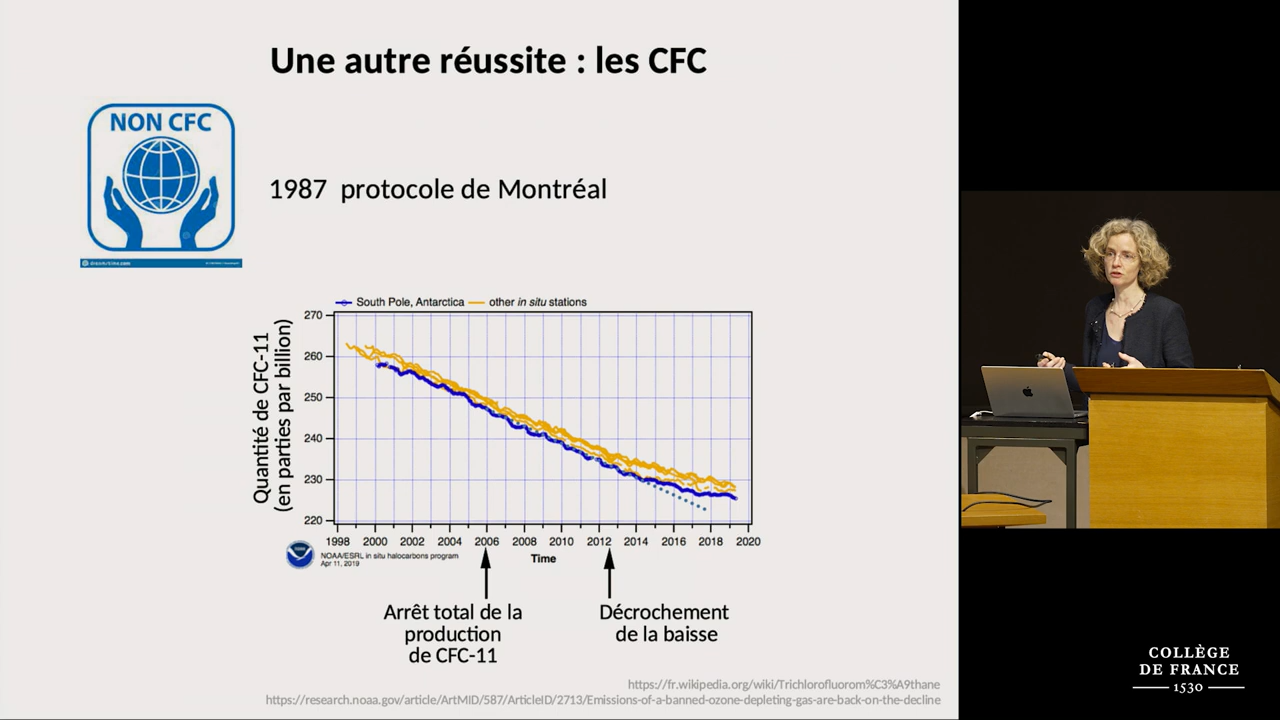 Une autre réussite : les CFC
NON CFC
1987 protocole de Montréal
South Pole, Antarctica other in situ stations
Quantité de CFC-11
(en parties par billion)
270
260
250
240
230
220
1998 2000 2002 2004 2006 2008 2010 2012 2014 2016 2018 2020
NOAA/ESRL in situ halocarbons program
Apr 11, 2019
Time
Arrêt total de la
production
de CFC-11
Décrochement
de la baisse
https://fr.wikipedia.org/wiki/Trichlorofluorom%C3%A9thane
https://research.noaa.gov/article/ArtMID/587/ArticleID/2713/Emissions-of-a-banned-ozone-depleting-gas-are-back-on-the-decline
COLLÈGE
DE FRANCE
1530